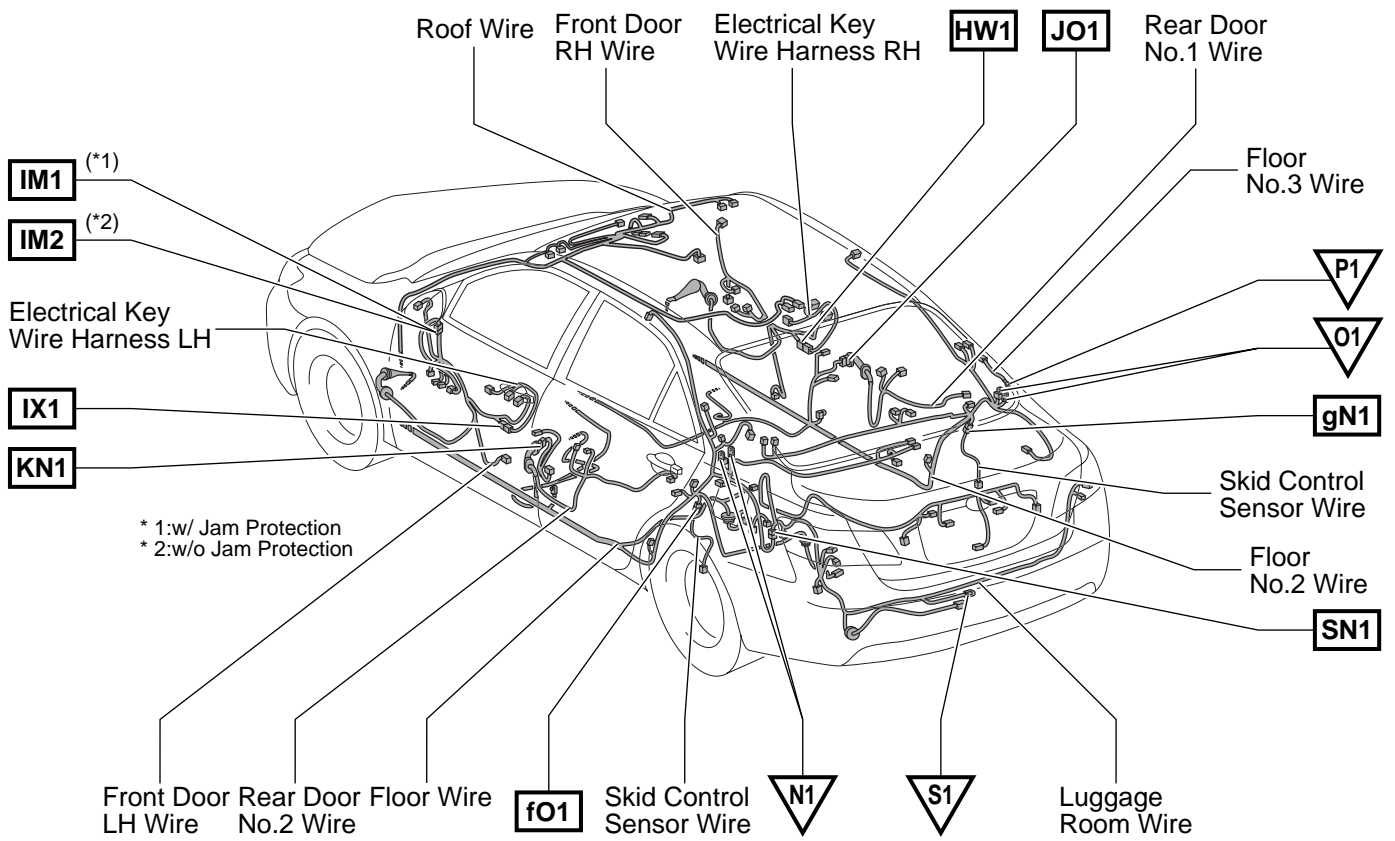 Roof Wire
Front Door
RH Wire
Electrical Key
Wire Harness RH
HW1
JO1
Rear Door
No.1 Wire
IM1
(*1)
IM2
(*2)
Floor
No.3 Wire
P1
O1
Electrical Key
Wire Harness LH
IX1
gN1
KN1
Skid Control
Sensor Wire
* 1:w/ Jam Protection
* 2:w/o Jam Protection
Floor
No.2 Wire
SN1
Front Door
LH Wire
Rear Door
No.2 Wire
Floor Wire
fO1
Skid Control
Sensor Wire
N1
S1
Luggage
Room Wire